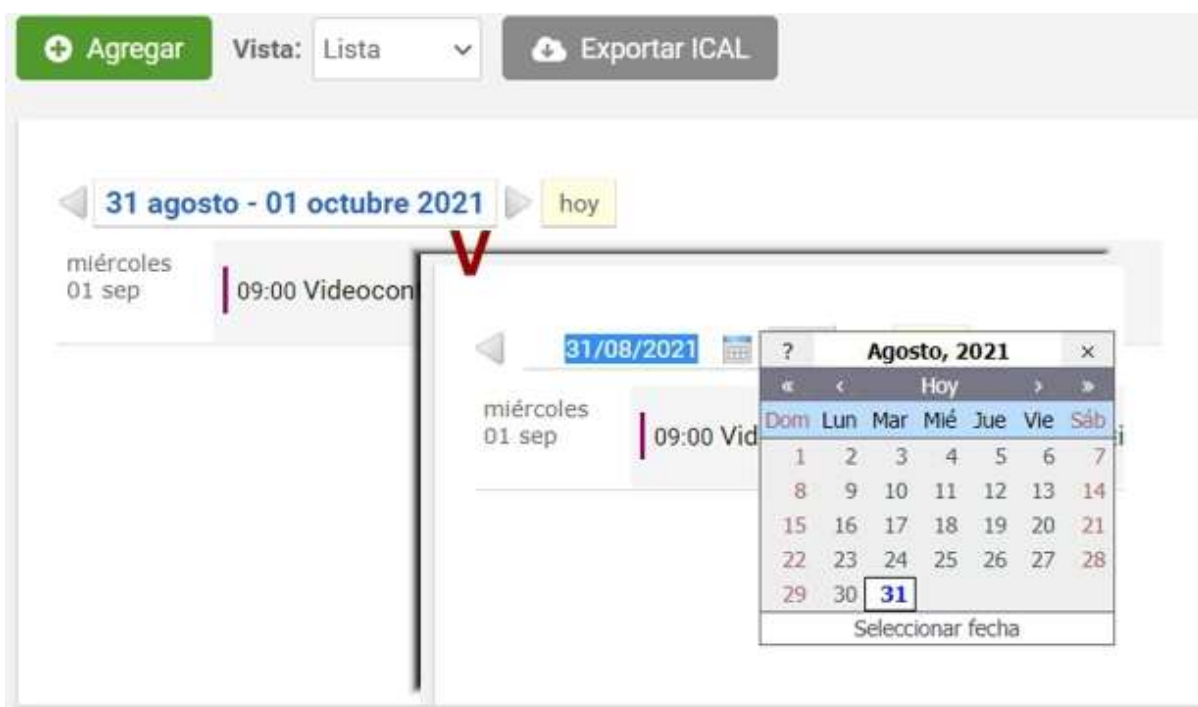 Agregar Vista: Lista Exportar ICAL
31 agosto - 01 octubre 2021 hoy
V
miércoles
01 sep
09:00 Videocon
31/08/2021
miércoles
01 sep
09:00 Vid
? Agosto, 2021 ×
« ‹ Hoy › »
Dom Lun Mar Mié Jue Vie Sáb
1 2 3 4 5 6 7
8 9 10 11 12 13 14
15 16 17 18 19 20 21
22 23 24 25 26 27 28
29 30 31
Seleccionar fecha